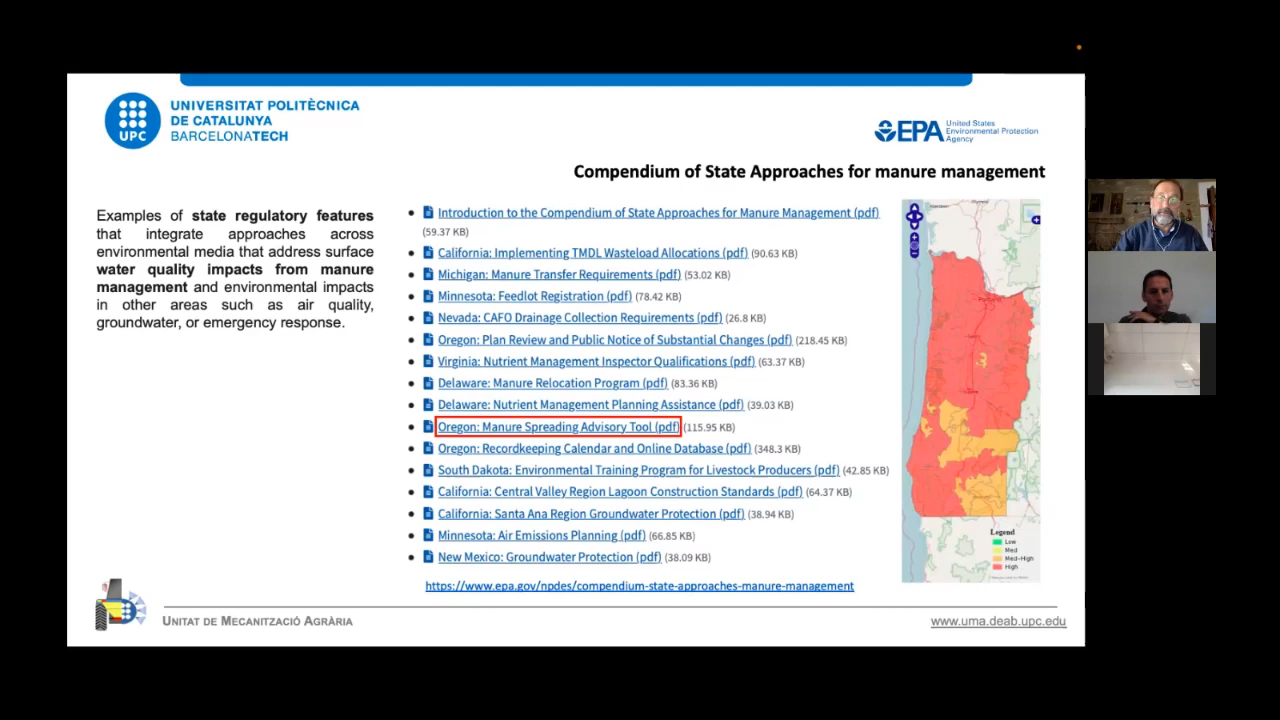 UNIVERSITAT POLITÈCNICA
DE CATALUNYA
BARCELONATECH
UPC
EPA
United States
Environmental Protection
Agency
Compendium of State Approaches for manure management
Examples of state regulatory features
that integrate approaches across
environmental media that address surface
water quality impacts from manure
management and environmental impacts
in other areas such as air quality,
groundwater, or emergency response.
• Introduction to the Compendium of State Approaches for Manure Management (pdf)
(59.37 KB)
• California: Implementing TMDL Wasteload Allocations (pdf) (90.63 KB)
• Michigan: Manure Transfer Requirements (pdf) (53.02 KB)
• Minnesota: Feedlot Registration (pdf) (78.42 KB)
• Nevada: CAFO Drainage Collection Requirements (pdf) (26.8 KB)
• Oregon: Plan Review and Public Notice of Substantial Changes (pdf) (218.45 KB)
• Virginia: Nutrient Management Inspector Qualifications (pdf) (63.37 KB)
• Delaware: Manure Relocation Program (pdf) (83.36 KB)
• Delaware: Nutrient Management Planning Assistance (pdf) (39.03 KB)
• Oregon: Manure Spreading Advisory Tool (pdf) (115.95 KB)
• Oregon: Recordkeeping Calendar and Online Database (pdf) (348.3 KB)
• South Dakota: Environmental Training Program for Livestock Producers (pdf) (42.85 KB)
• California: Central Valley Region Lagoon Construction Standards (pdf) (64.37 KB)
• California: Santa Ana Region Groundwater Protection (pdf) (38.94 KB)
• Minnesota: Air Emissions Planning (pdf) (66.85 KB)
• New Mexico: Groundwater Protection (pdf) (38.09 KB)
https://www.epa.gov/npdes/compendium-state-approaches-manure-management
Legend
Low
Med
Med-High
High
UNITAT DE MECANITZACIÓ AGRÀRIA
www.uma.deab.upc.edu